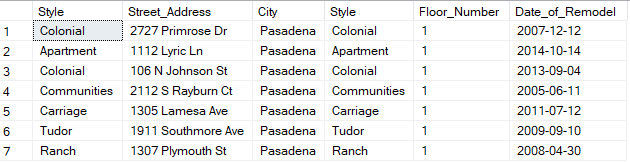 Style Street_Address City Style Floor_Number Date_of_Remodel
1 Colonial 2727 Primrose Dr Pasadena Colonial 1 2007-12-12
2 Apartment 1112 Lyric Ln Pasadena Apartment 1 2014-10-14
3 Colonial 106 N Johnson St Pasadena Colonial 1 2013-09-04
4 Communities 2112 S Rayburn Ct Pasadena Communities 1 2005-06-11
5 Carriage 1305 Lamesa Ave Pasadena Carriage 1 2011-07-12
6 Tudor 1911 Southmore Ave Pasadena Tudor 1 2009-09-10
7 Ranch 1307 Plymouth St Pasadena Ranch 1 2008-04-30